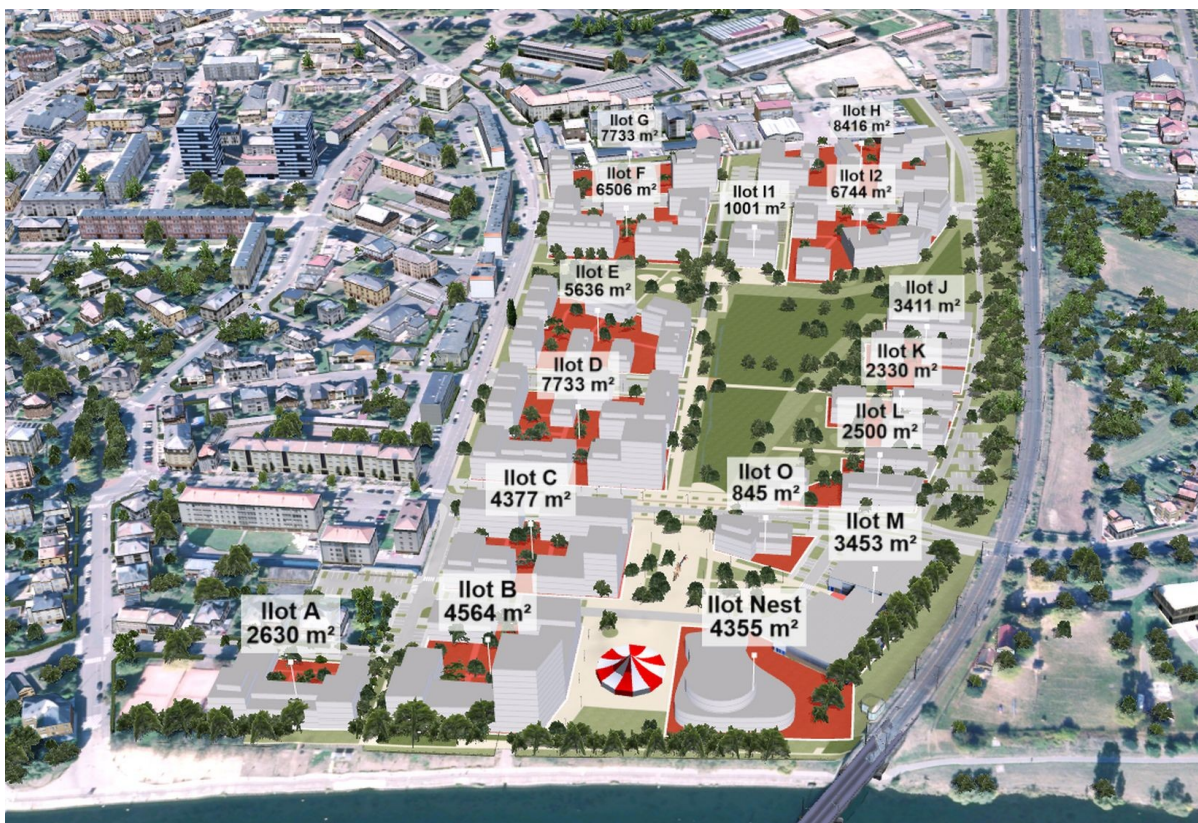 Ilot G
7733 m²
Ilot H
8416 m²
Ilot F
6506 m²
Ilot I1
1001 m²
Ilot I2
6744 m²
Ilot E
5636 m²
Ilot J
3411 m²
Ilot D
7733 m²
Ilot K
2330 m²
Ilot L
2500 m²
Ilot C
4377 m²
Ilot O
845 m²
Ilot M
3453 m²
Ilot B
4564 m²
Ilot A
2630 m²
Ilot Nest
4355 m²